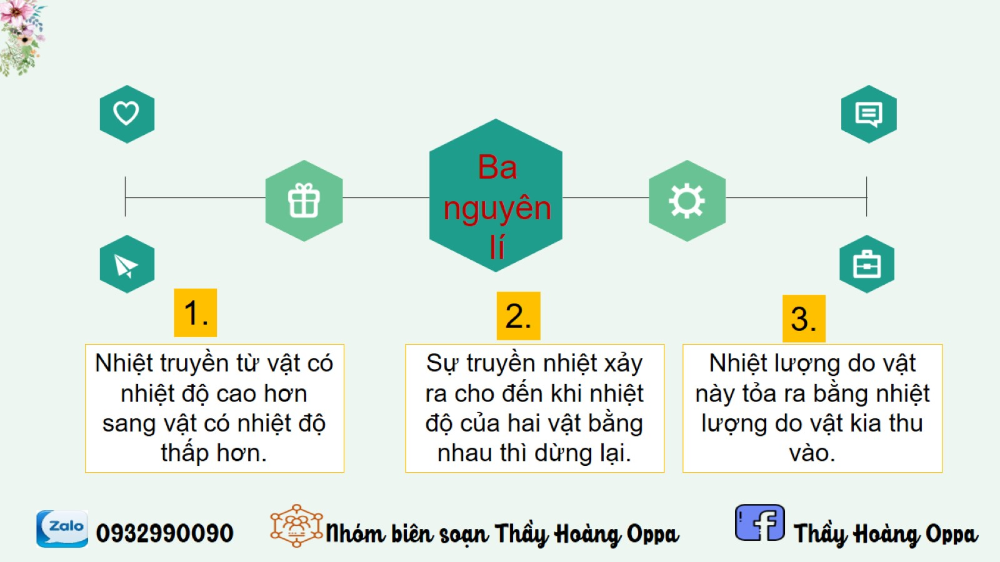 Ba
nguyên
lí
1.
Nhiệt truyền từ vật có
nhiệt độ cao hơn
sang vật có nhiệt độ
thấp hơn.
2.
Sự truyền nhiệt xảy
ra cho đến khi nhiệt
độ của hai vật bằng
nhau thì dừng lại.
3.
Nhiệt lượng do vật
này tỏa ra bằng nhiệt
lượng do vật kia thu
vào.
Zalo 0932990090
Nhóm biên soạn Thầy Hoàng Oppa
Thầy Hoàng Oppa